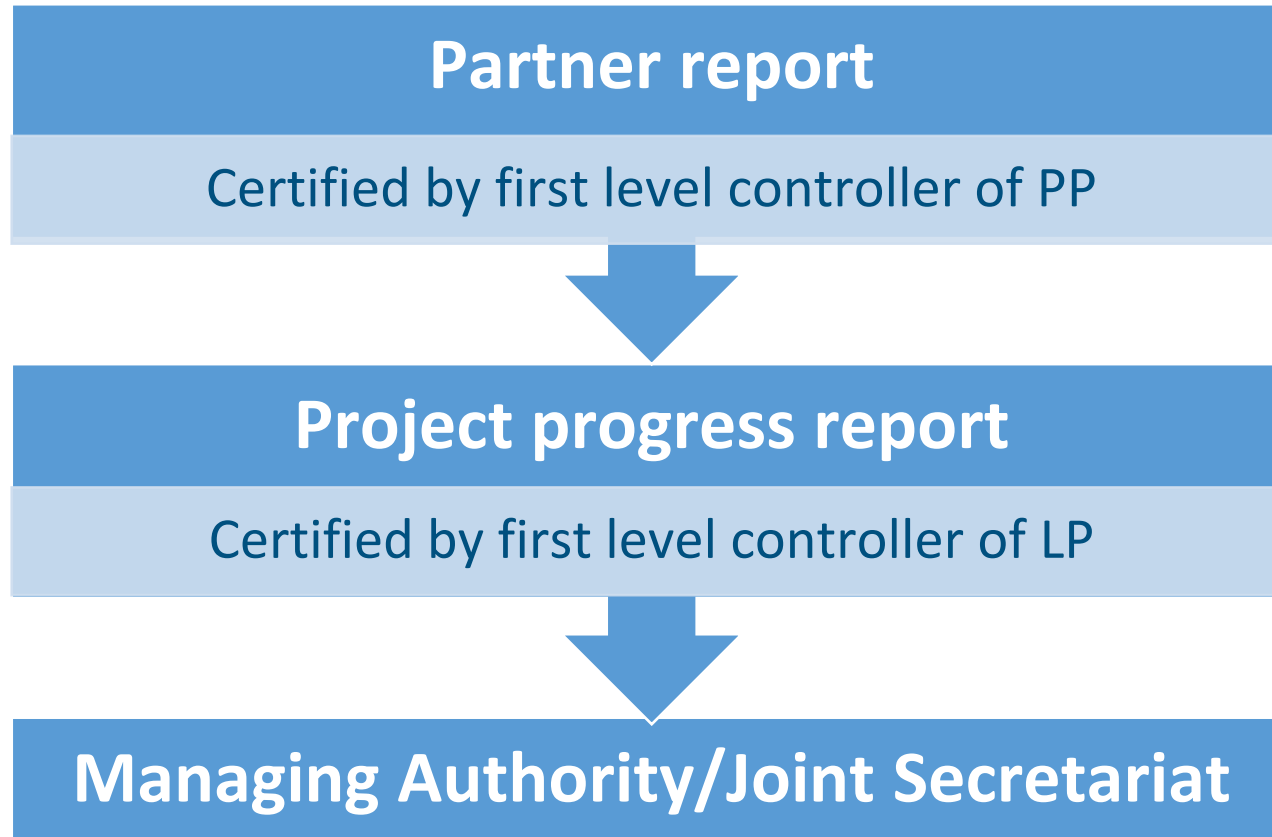 Partner report
Certified by first level controller of PP
Project progress report
Certified by first level controller of LP
Managing Authority/Joint Secretariat